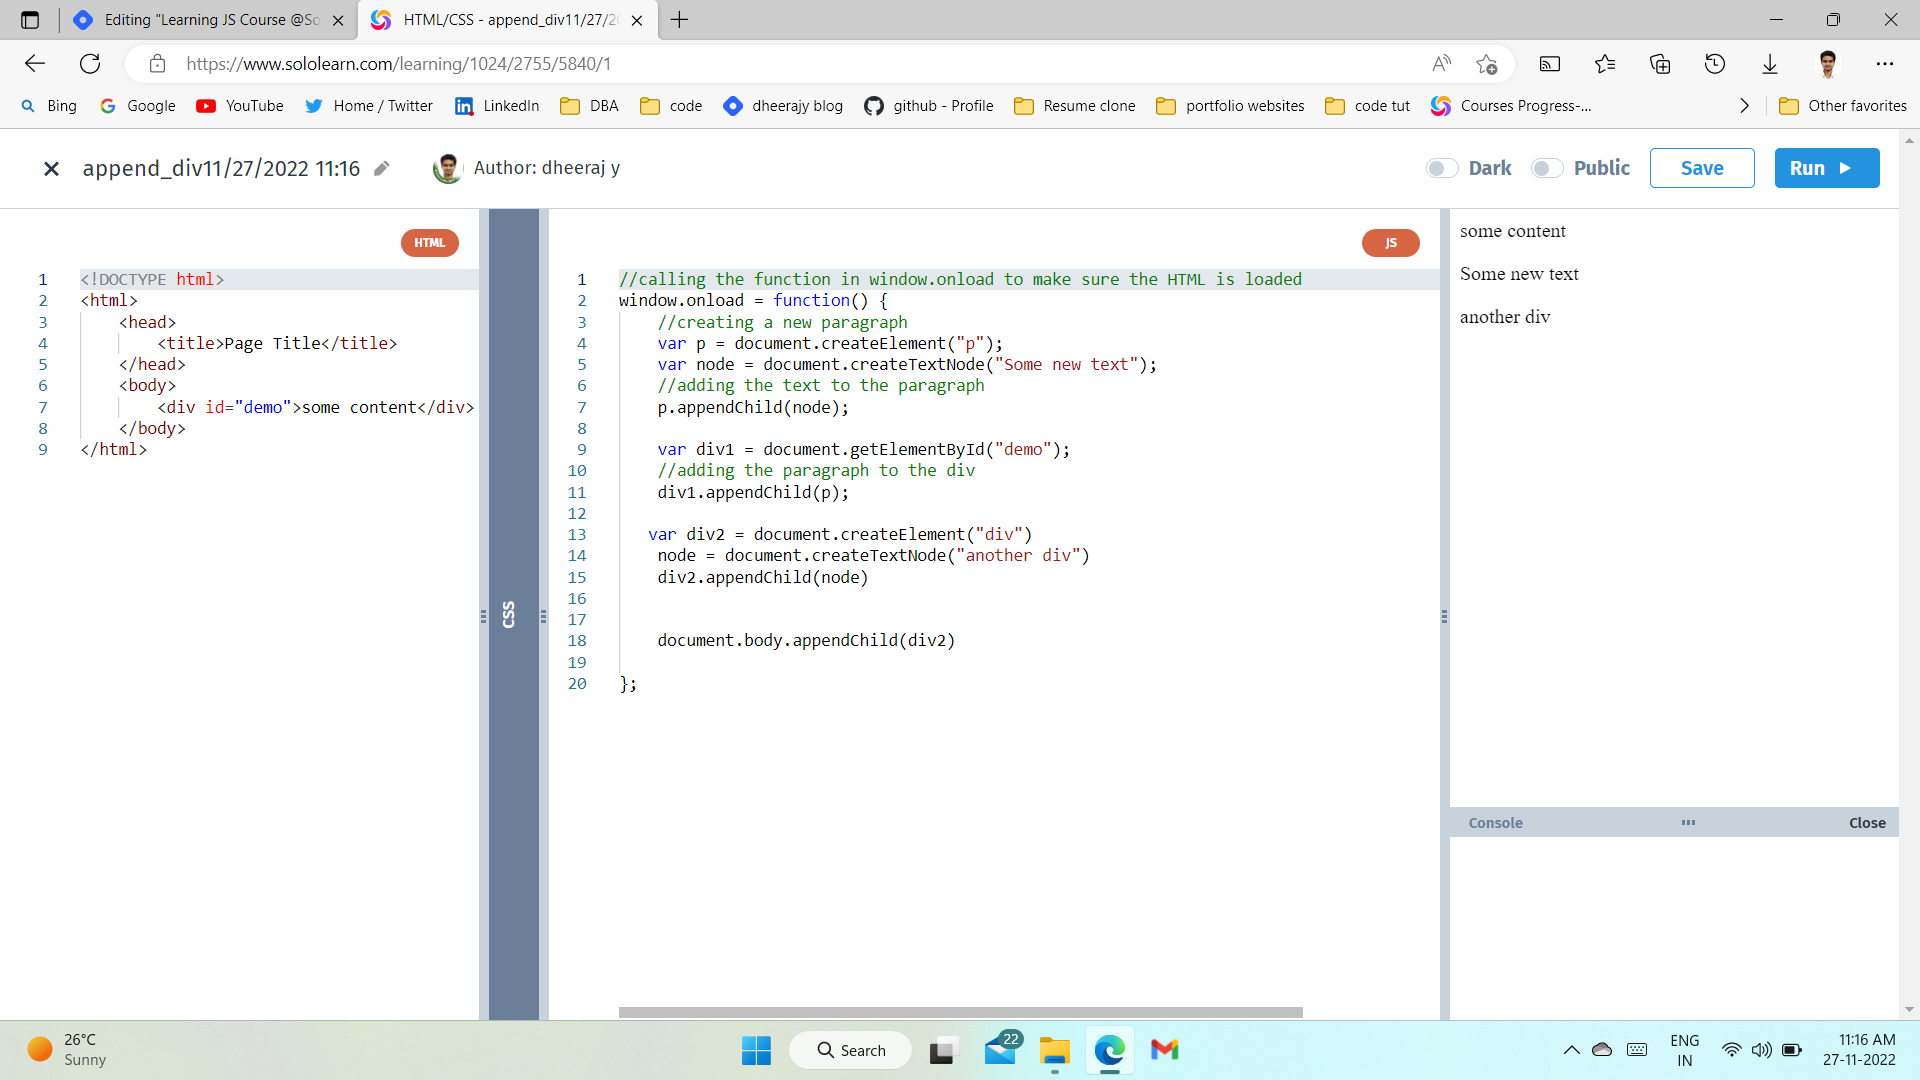 Editing "Learning JS Course @So
HTML/CSS - append_div11/27/20
https://www.sololearn.com/learning/1024/2755/5840/1
Bing
Google
YouTube
Home / Twitter
LinkedIn
DBA
code
dheerajy blog
github - Profile
Resume clone
portfolio websites
code tut
Courses Progress-...
Other favorites
append_div11/27/2022 11:16
Author: dheeraj y
Dark
Public
Save
Run
HTML
1 <!DOCTYPE html>
2 <html>
3 <head>
4 <title>Page Title</title>
5 </head>
6 <body>
7 <div id="demo">some content</div>
8 </body>
9 </html>
CSS
JS
1 //calling the function in window.onload to make sure the HTML is loaded
2 window.onload = function() {
3 //creating a new paragraph
4 var p = document.createElement("p");
5 var node = document.createTextNode("Some new text");
6 //adding the text to the paragraph
7 p.appendChild(node);
8
9 var div1 = document.getElementById("demo");
10 //adding the paragraph to the div
11 div1.appendChild(p);
12
13 var div2 = document.createElement("div")
14 node = document.createTextNode("another div")
15 div2.appendChild(node)
16
17
18 document.body.appendChild(div2)
19
20 };
some content
Some new text
another div
Console
Close
26°C
Sunny
Search
22
ENG
IN
11:16 AM
27-11-2022